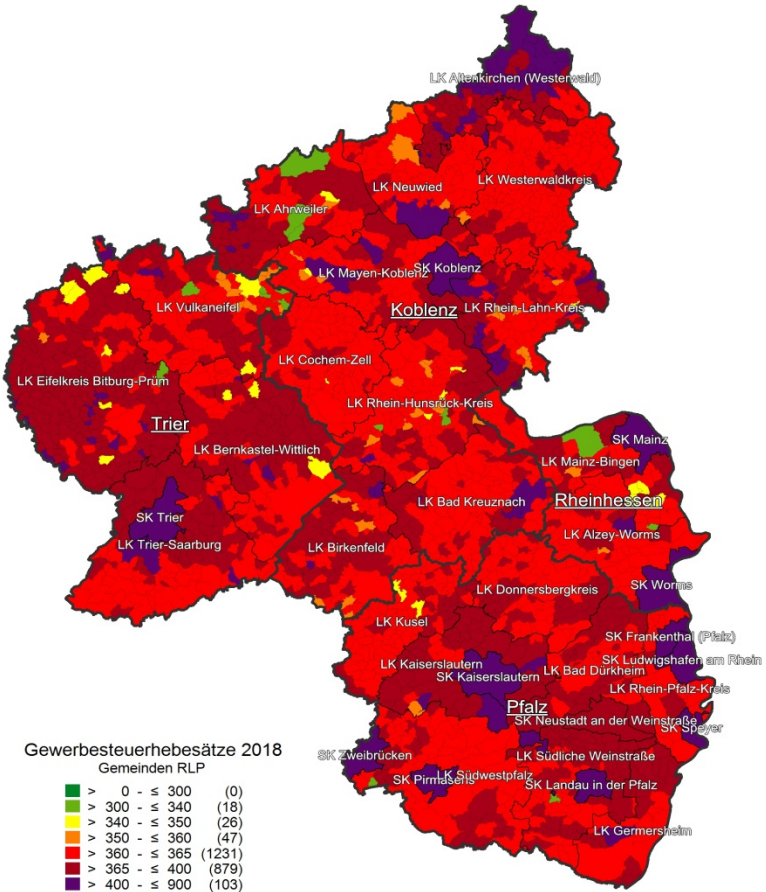 LK Altenkirchen (Westerwald)
LK Neuwied
LK Westerwaldkreis
LK Ahrweiler
LK Mayen-Koblenz
SK Koblenz
LK Vulkaneifel
Koblenz
LK Rhein-Lahn-Kreis
LK Cochem-Zell
LK Eifelkreis Bitburg-Prüm
LK Rhein-Hunsrück-Kreis
Trier
SK Mainz
LK Bernkastel-Wittlich
LK Mainz-Bingen
LK Bad Kreuznach
Rheinhessen
SK Trier
LK Alzey-Worms
LK Trier-Saarburg
LK Birkenfeld
SK Worms
LK Donnersbergkreis
LK Kusel
SK Frankenthal (Pfalz)
LK Kaiserslautern
SK Ludwigshafen am Rhein
SK Kaiserslautern
LK Bad Dürkheim
LK Rhein-Pfalz-Kreis
Pfalz
SK Neustadt an der Weinstraße
SK Speyer
SK Zweibrücken
LK Südliche Weinstraße
SK Pirmasens
LK Südwestpfalz
SK Landau in der Pfalz
LK Germersheim
Gewerbesteuerhebesätze 2018
Gemeinden RLP
> 0 - ≤ 300 (0)
> 300 - ≤ 340 (18)
> 340 - ≤ 350 (26)
> 350 - ≤ 360 (47)
> 360 - ≤ 365 (1231)
> 365 - ≤ 400 (879)
> 400 - ≤ 900 (103)